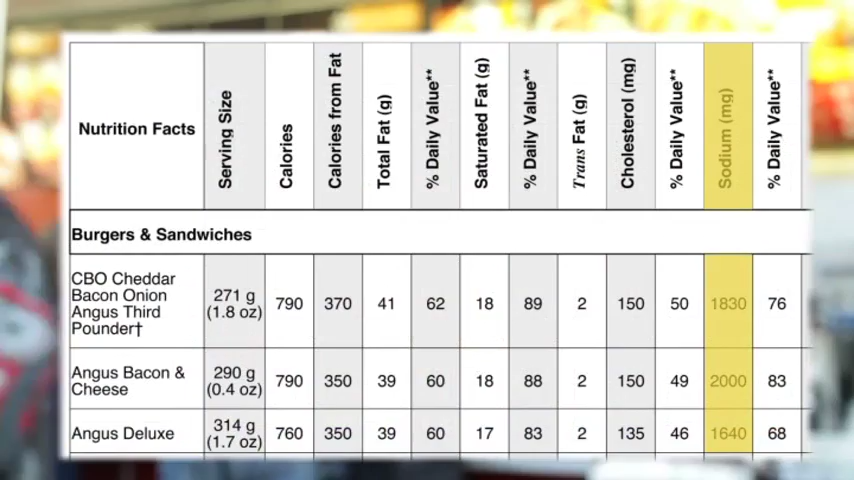 Nutrition Facts
Serving Size
Calories
Calories from Fat
Total Fat (g)
% Daily Value**
Saturated Fat (g)
% Daily Value**
Trans Fat (g)
Cholesterol (mg)
% Daily Value**
Sodium (mg)
% Daily Value**
Burgers & Sandwiches
CBO Cheddar
Bacon Onion
Angus Third
Pounder†
271 g
(1.8 oz)
790 370 41 62 18 89 2 150 50 1830 76
Angus Bacon &
Cheese
290 g
(0.4 oz)
790 350 39 60 18 88 2 150 49 2000 83
Angus Deluxe
314 g
(1.7 oz)
760 350 39 60 17 83 2 135 46 1640 68